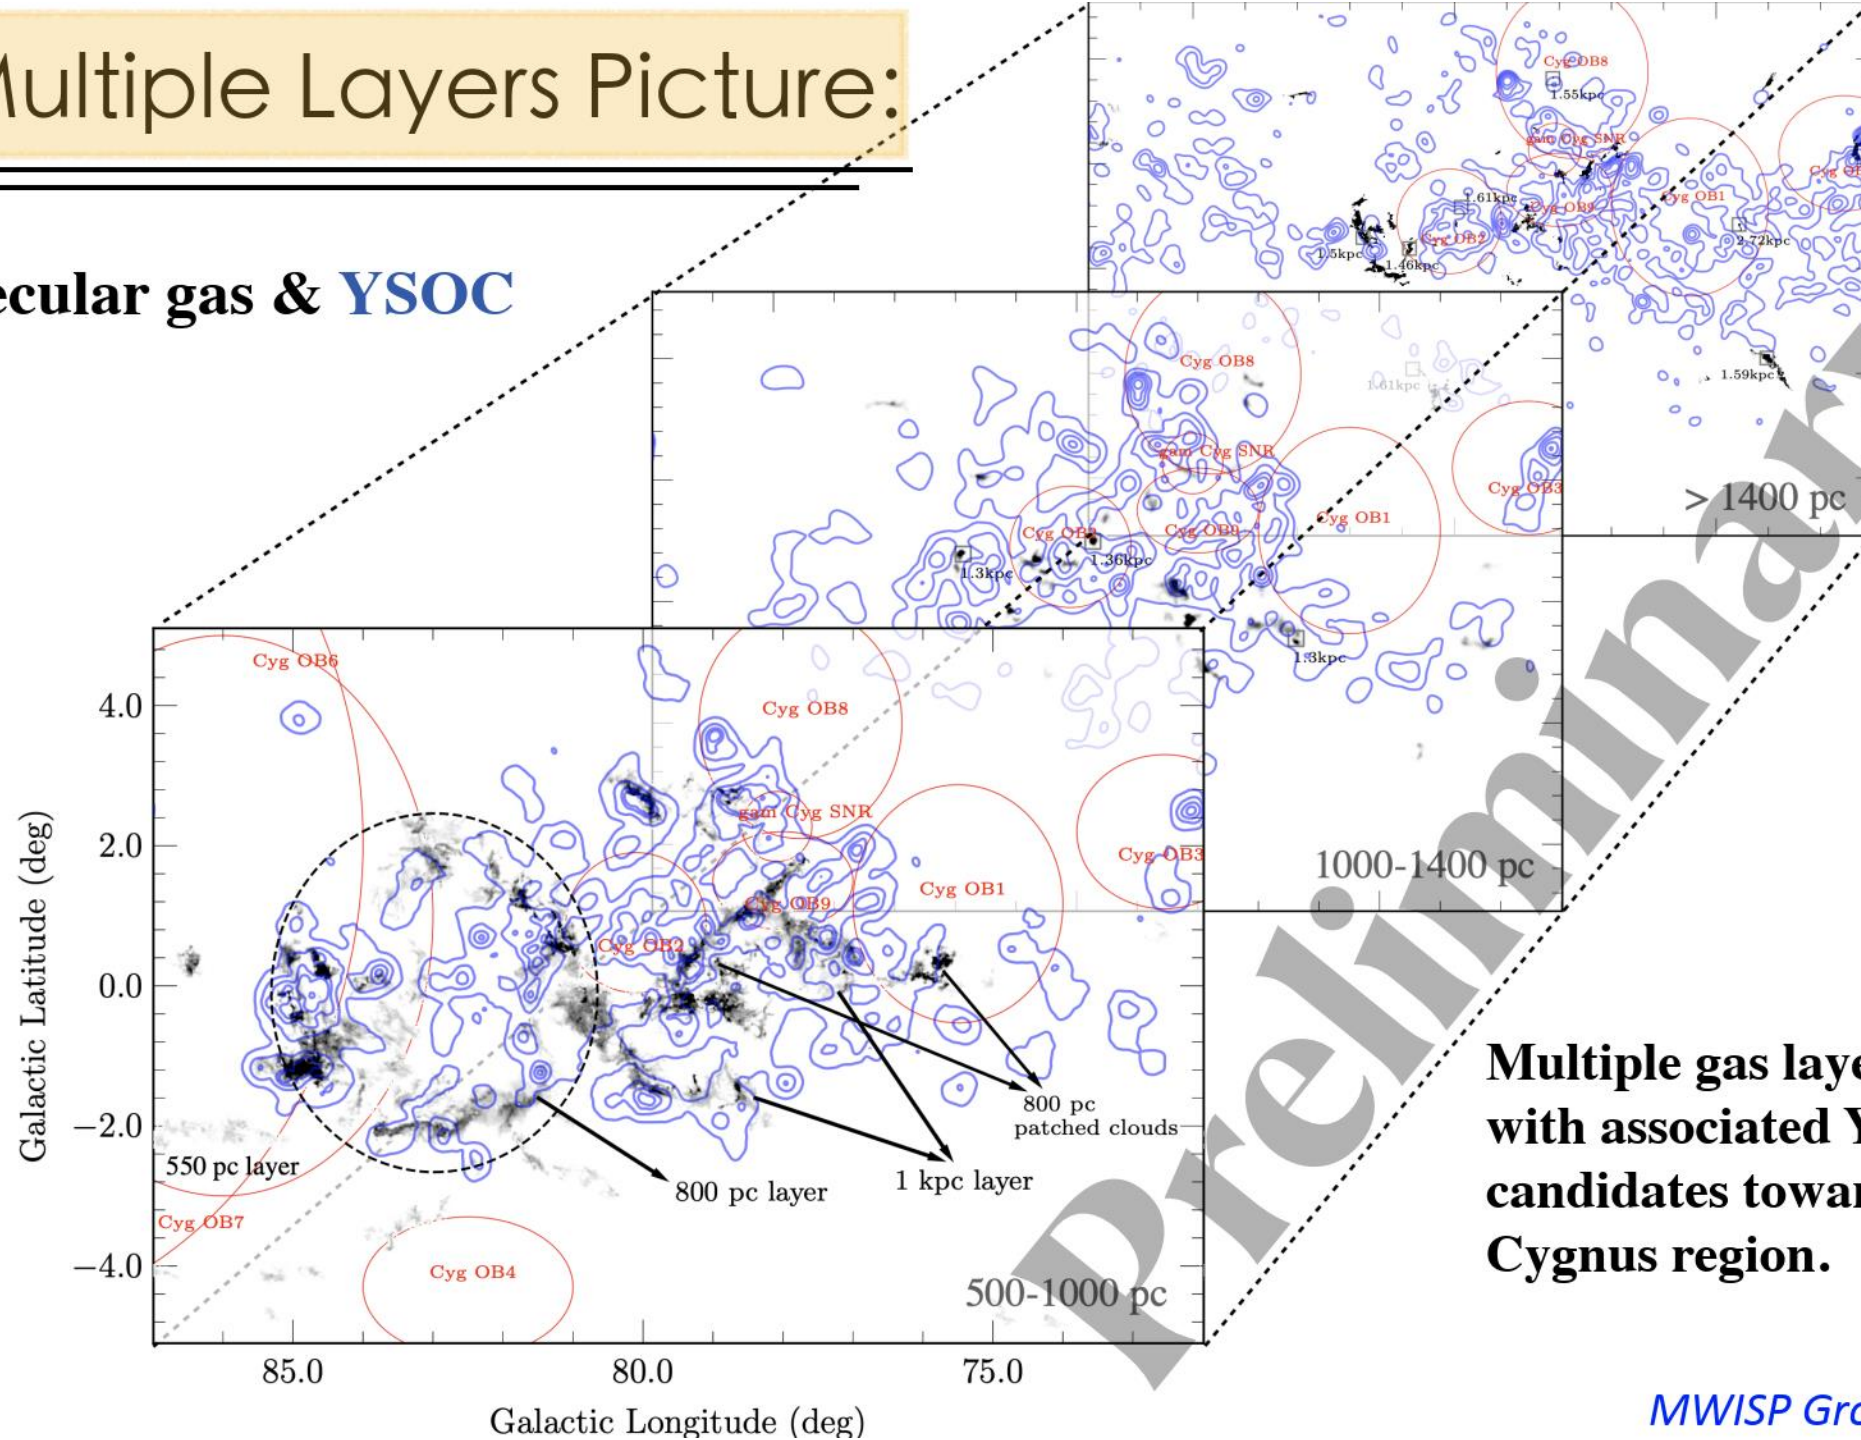 Multiple Layers Picture:
ecular gas & YSOC
Cyg OB8
1.55kpc
gam Cyg SNR
Cyg OB1
1.61kpc
Cyg OB9
Cyg OB2
2.72kpc
1.5kpc
1.46kpc
1.59kpc
> 1400 pc
Cyg OB8
1.61kpc
gam Cyg SNR
Cyg OB3
Cyg OB1
Cyg OB2
Cyg OB9
1.3kpc
1.36kpc
1.3kpc
1000-1400 pc
Cyg OB6
Cyg OB8
gam Cyg SNR
Cyg OB3
Cyg OB1
Cyg OB9
Cyg OB2
800 pc
patched clouds
550 pc layer
800 pc layer
1 kpc layer
Cyg OB7
Cyg OB4
500-1000 pc
4.0
2.0
0.0
−2.0
−4.0
Galactic Latitude (deg)
85.0
80.0
75.0
Galactic Longitude (deg)
Preliminary
Multiple gas laye
with associated Y
candidates towar
Cygnus region.
MWISP Gro